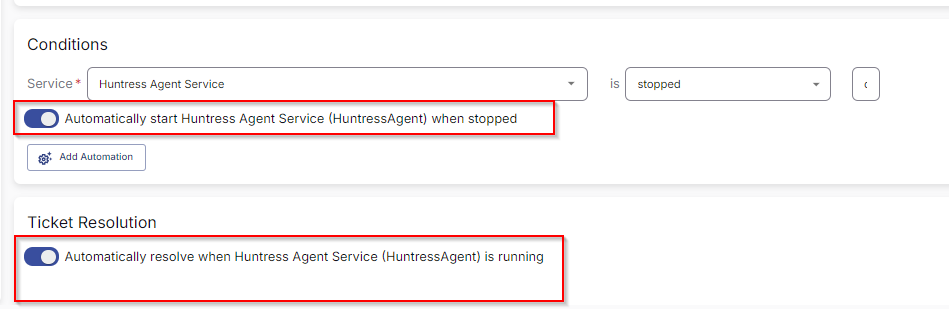 Conditions
Service * Huntress Agent Service is stopped
Automatically start Huntress Agent Service (HuntressAgent) when stopped
Add Automation
Ticket Resolution
Automatically resolve when Huntress Agent Service (HuntressAgent) is running